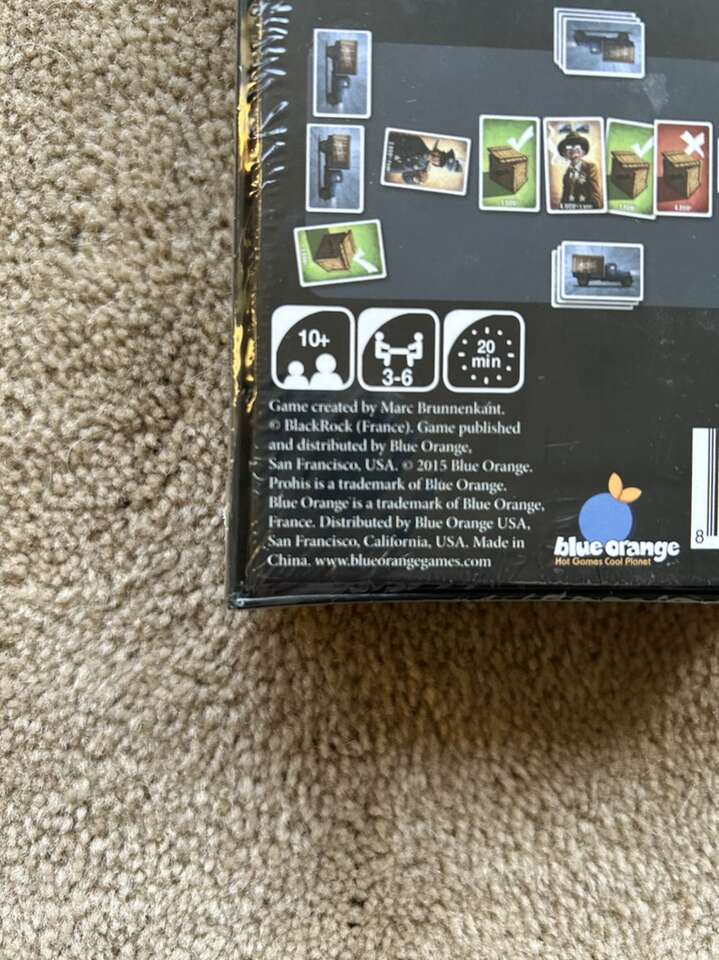 10+
3-6
20
min
Game created by Marc Brunnenkant.
© BlackRock (France). Game published
and distributed by Blue Orange,
San Francisco, USA. © 2015 Blue Orange.
Prohis is a trademark of Blue Orange.
Blue Orange is a trademark of Blue Orange,
France. Distributed by Blue Orange USA,
San Francisco, California, USA. Made in
China. www.blueorangegames.com
blue orange
Hot Games Cool Planet
8